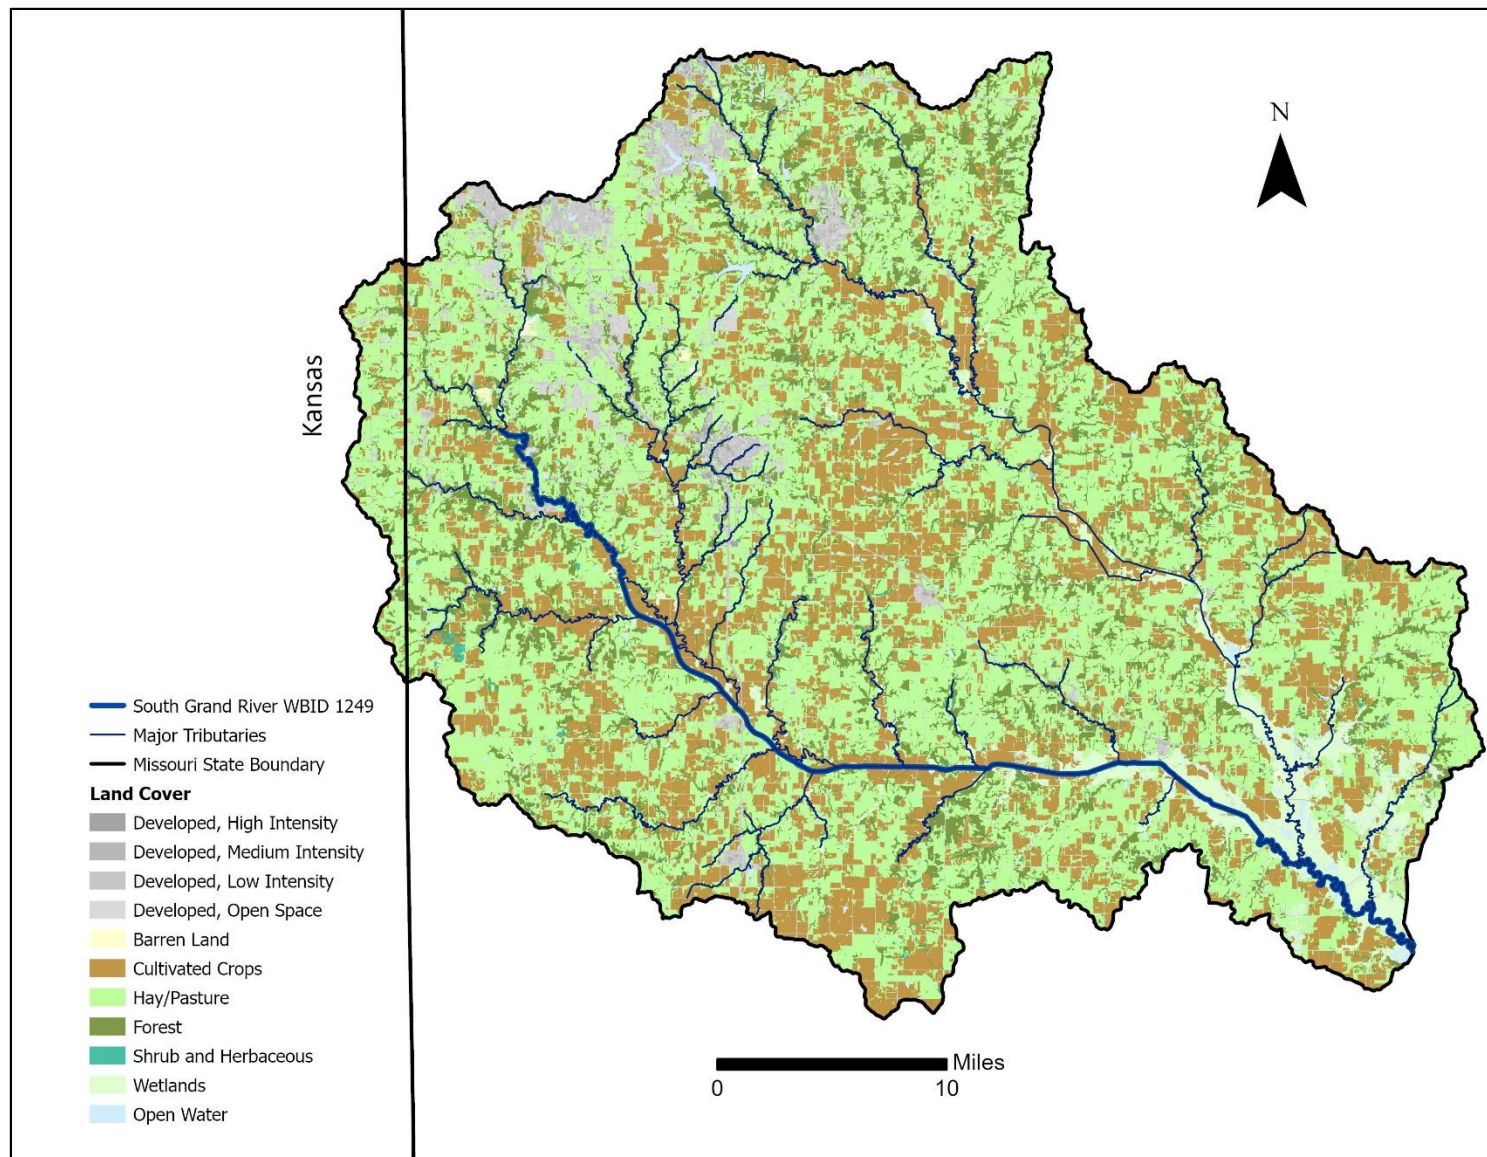 N
Kansas
South Grand River WBID 1249
Major Tributaries
Missouri State Boundary
Land Cover
Developed, High Intensity
Developed, Medium Intensity
Developed, Low Intensity
Developed, Open Space
Barren Land
Cultivated Crops
Hay/Pasture
Forest
Shrub and Herbaceous
Wetlands
Open Water
Miles
0 10